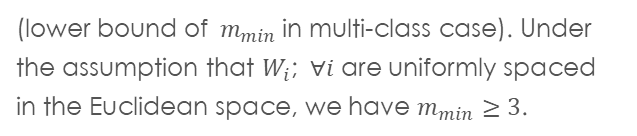 (lower bound of m_min in multi-class case). Under
the assumption that W_i; ∀i are uniformly spaced
in the Euclidean space, we have m_min ≥ 3.